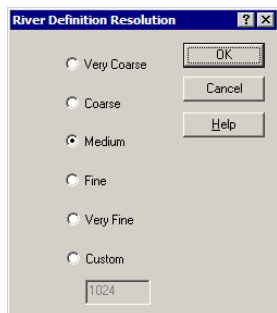 River Definition Resolution
Very Coarse
Coarse
Medium
Fine
Very Fine
Custom
1024
OK
Cancel
Help